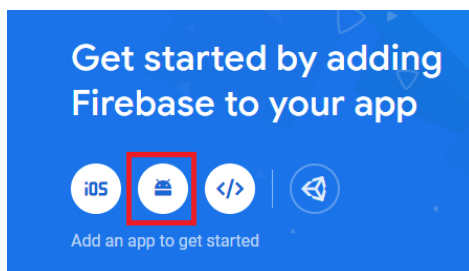 Get started by adding
Firebase to your app
iOS
</>
Add an app to get started